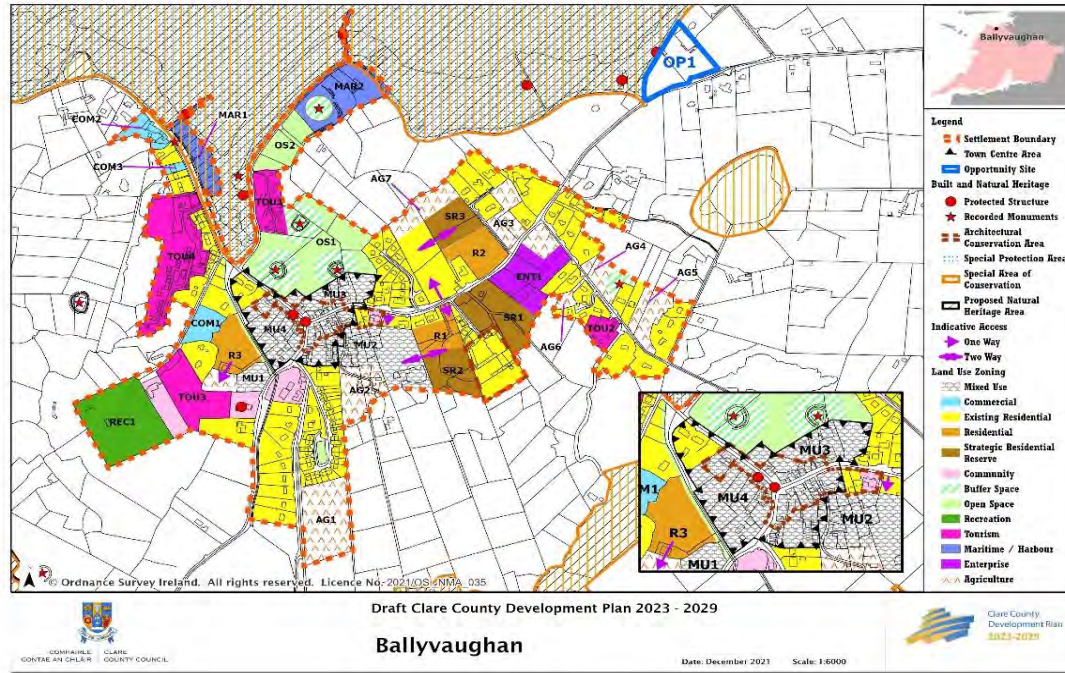 OP1
MAR2
COM2
MAR1
OS2
COM3
AG7
TOU1
SR3
AG3
OS1
R2
AG4
TOU4
ENT1
AG5
MU3
COM1
MU4
SR1
MU2
R1
TOU2
R3
SR2
AG6
MU1
AG2
TOU3
REC1
AG1
MU3
M1
MU4
R3
MU2
MU1
© Ordnance Survey Ireland. All rights reserved. Licence No. 2021/OS_NMA_035
Ballyvaughan
Legend
Settlement Boundary
Town Centre Area
Opportunity Site
Built and Natural Heritage
Protected Structure
Recorded Monuments
Architectural
Conservation Area
Special Protection Area
Special Area of
Conservation
Proposed Natural
Heritage Area
Indicative Access
One Way
Two Way
Land Use Zoning
Mixed Use
Commercial
Existing Residential
Residential
Strategic Residential
Reserve
Community
Buffer Space
Open Space
Recreation
Tourism
Maritime / Harbour
Enterprise
Agriculture
COMHAIRLE
CONTAE AN CHLÁIR
CLARE
COUNTY COUNCIL
Draft Clare County Development Plan 2023 - 2029
Ballyvaughan
Date: December 2021 Scale: 1:6000
Clare County
Development Plan
2023-2029